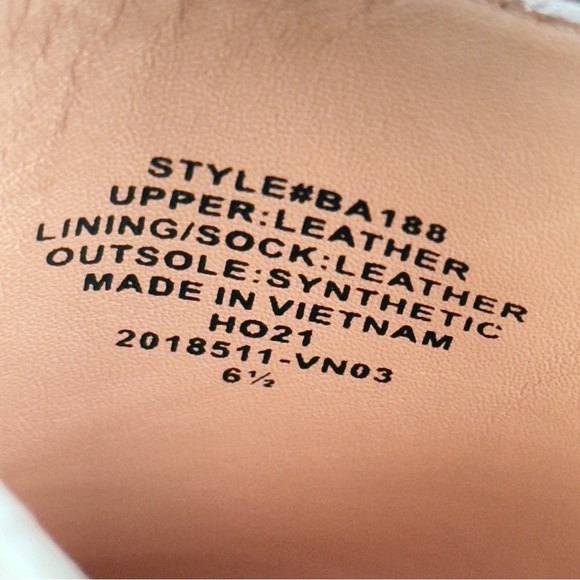 STYLE#BA188
UPPER:LEATHER
LINING/SOCK:LEATHER
OUTSOLE:SYNTHETIC
MADE IN VIETNAM
HO21
2018511-VN03
6½